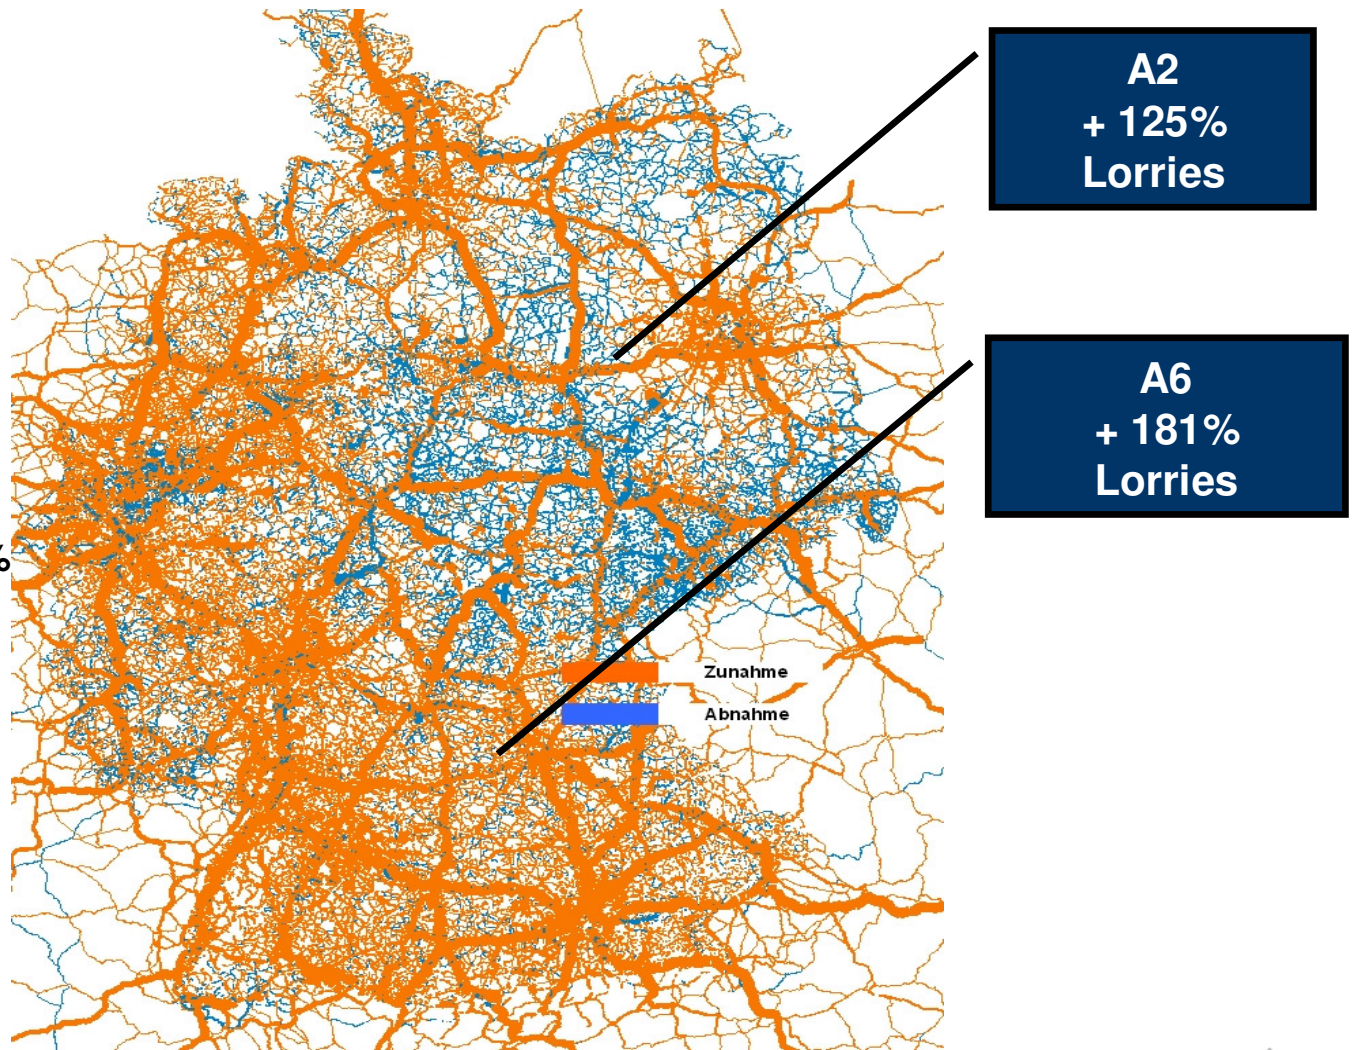 A2
+ 125%
Lorries
A6
+ 181%
Lorries
%
Zunahme
Abnahme